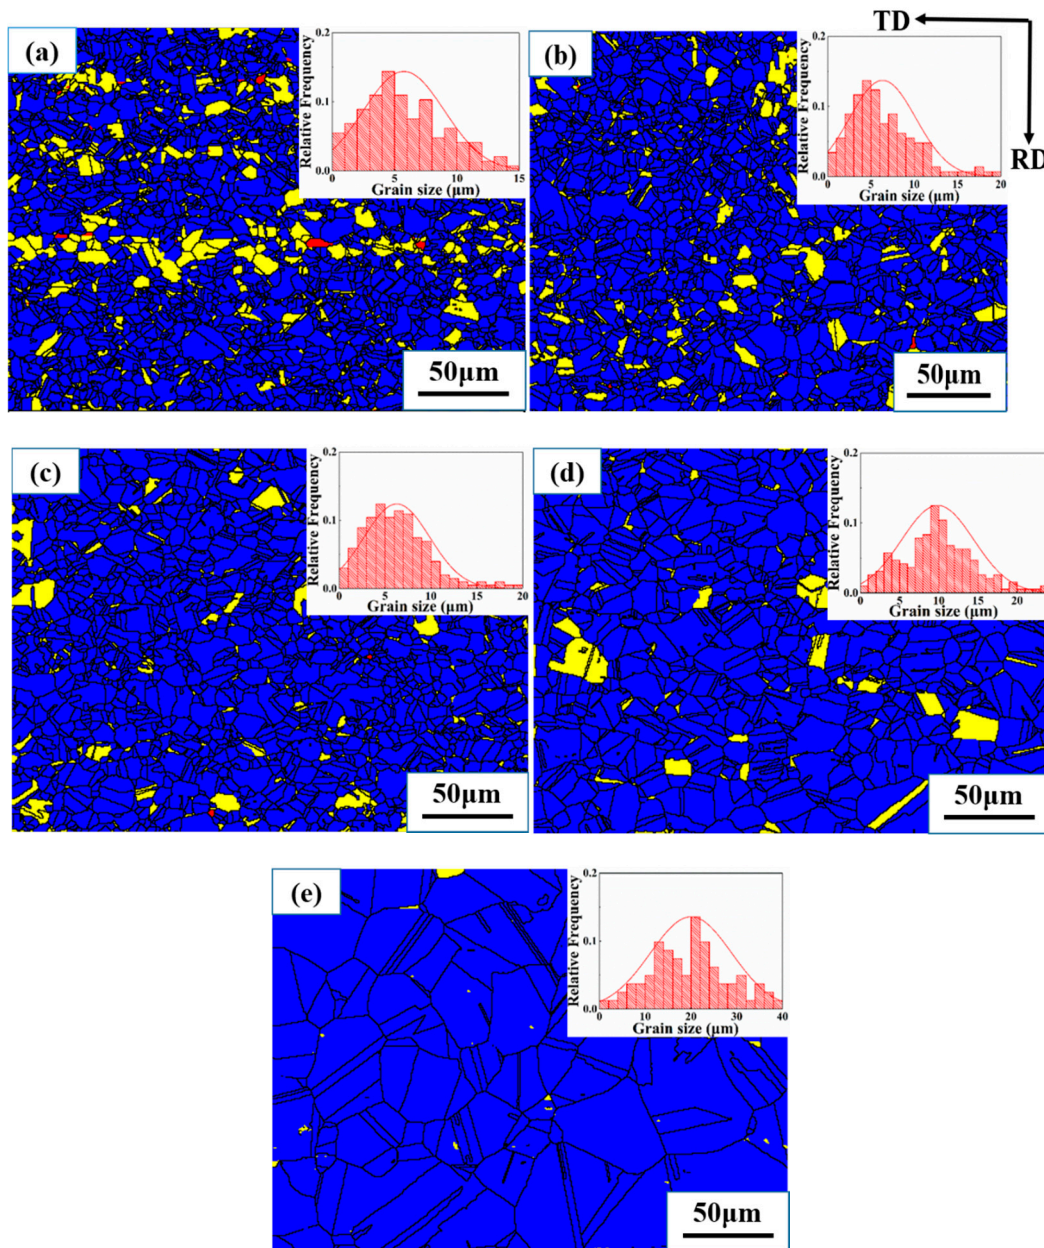 (a)
Relative Frequency
0.2
0.1
0.0
0
5
10
15
Grain size (μm)
50μm
(b)
Relative Frequency
0.2
0.1
0.0
0
5
10
15
20
Grain size (μm)
50μm
TD
RD
(c)
Relative Frequency
0.2
0.1
0.0
0
5
10
15
20
Grain size (μm)
50μm
(d)
Relative Frequency
0.2
0.1
0.0
0
5
10
15
20
Grain size (μm)
50μm
(e)
Relative Frequency
0.2
0.1
0.0
0
10
20
30
40
Grain size (μm)
50μm